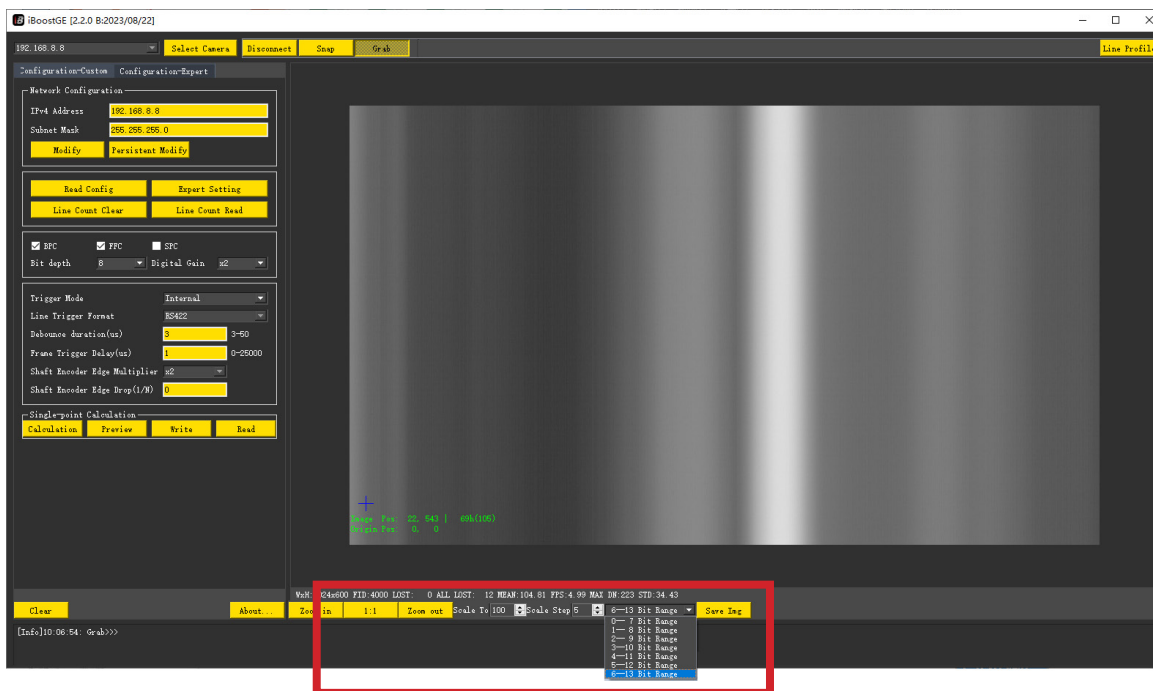 iBoostGE [2.2.0 B:2023/08/22]
192.168.8.8 Select Camera Disconnect Snap Grab
Configuration-Custom Configuration-Expert
Network Configuration
IPv4 Address 192.168.8.8
Subnet Mask 255.255.255.0
Modify Persistent Modify
Read Config Expert Setting
Line Count Clear Line Count Read
BPC FFC SPC
Bit depth 8 Digital Gain x2
Trigger Mode Internal
Line Trigger Format RS422
Debounce duration(us) 3 3-50
Frame Trigger Delay(us) 1 0-25000
Shaft Encoder Edge Multiplier x2
Shaft Encoder Edge Drop(1/N) 0
Single-point Calculation
Calculation Preview Write Read
Line Profil
Image Pos: 22, 543 | 69h(105)
Origin Pos: 0, 0
FID:4000 LOST: 0 ALL LOST: 12 MEAN:104.81 FPS:4.99 MAX DN:223 STD:34.43
Clear About... Zoom in 1:1 Zoom out Scale To 100 Scale Step 5 6—13 Bit Range Save Img
0— 7 Bit Range
1— 8 Bit Range
2— 9 Bit Range
3—10 Bit Range
4—11 Bit Range
5—12 Bit Range
6—13 Bit Range
[Info]10:06:54: Grab>>>